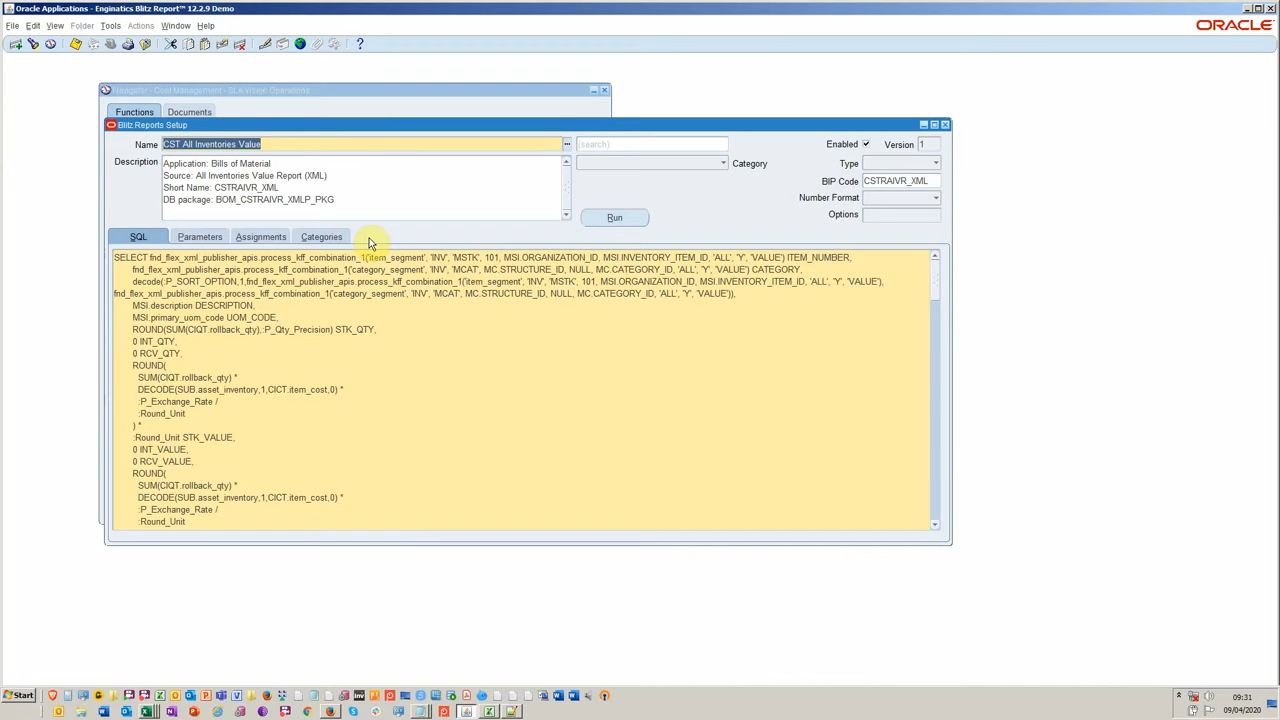 Oracle Applications - Enginatics Blitz Report™ 12.2.9 Demo
File Edit View Folder Tools Actions Window Help
ORACLE
Navigator - Cost Management - SLA Vision Operations
Functions Documents
Blitz Reports Setup
Name CST All Inventories Value (search) Enabled Version 1
Description Application: Bills of Material Category Type
Source: All Inventories Value Report (XML)
BIP Code CSTRAIVR_XML
Short Name: CSTRAIVR_XML
Number Format
DB package: BOM_CSTRAIVR_XMLP_PKG
Options
Run
SQL Parameters Assignments Categories
SELECT fnd_flex_xml_publisher_apis.process_kff_combination_1('item_segment', 'INV', 'MSTK', 101, MSI.ORGANIZATION_ID, MSI.INVENTORY_ITEM_ID, 'ALL', 'Y', 'VALUE') ITEM_NUMBER,
fnd_flex_xml_publisher_apis.process_kff_combination_1('category_segment', 'INV', 'MCAT', MC.STRUCTURE_ID, NULL, MC.CATEGORY_ID, 'ALL', 'Y', 'VALUE') CATEGORY,
decode(:P_SORT_OPTION,1,fnd_flex_xml_publisher_apis.process_kff_combination_1('item_segment', 'INV', 'MSTK', 101, MSI.ORGANIZATION_ID, MSI.INVENTORY_ITEM_ID, 'ALL', 'Y', 'VALUE'),
fnd_flex_xml_publisher_apis.process_kff_combination_1('category_segment', 'INV', 'MCAT', MC.STRUCTURE_ID, NULL, MC.CATEGORY_ID, 'ALL', 'Y', 'VALUE')),
MSI.description DESCRIPTION,
MSI.primary_uom_code UOM_CODE,
ROUND(SUM(CIQT.rollback_qty),:P_Qty_Precision) STK_QTY,
0 INT_QTY,
0 RCV_QTY,
ROUND(
SUM(CIQT.rollback_qty) *
DECODE(SUB.asset_inventory,1,CICT.item_cost,0) *
:P_Exchange_Rate /
:Round_Unit
) *
:Round_Unit STK_VALUE,
0 INT_VALUE,
0 RCV_VALUE,
ROUND(
SUM(CIQT.rollback_qty) *
DECODE(SUB.asset_inventory,1,CICT.item_cost,0) *
:P_Exchange_Rate /
:Round_Unit
Start
09:31
09/04/2020